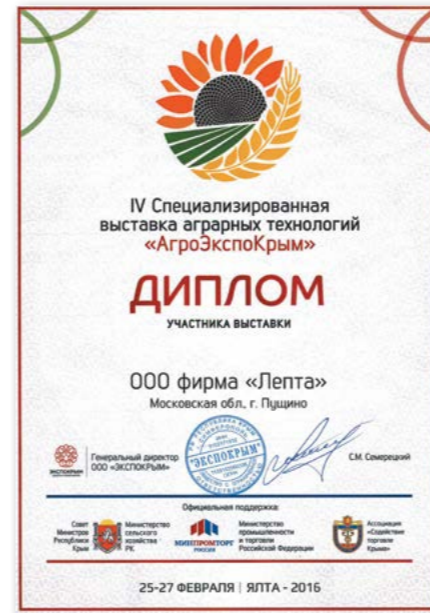 IV Специализированная
выставка аграрных технологий
«АгроЭкспоКрым»
ДИПЛОМ
УЧАСТНИКА ВЫСТАВКИ
ООО фирма «Лепта»
Московская обл., г. Пущино
ЭКСПОКРЫМ
Генеральный директор
ООО «ЭКСПОКРЫМ»
"ЭКСПОКРЫМ"
С.М. Семерецкий
Официальная поддержка:
Совет
Министров
Республики
Крым
Министерство
сельского
хозяйства
РК
МИНПРОМТОРГ
РОССИИ
Министерство
промышленности
и торговли
Российской Федерации
Ассоциация
«Содействие
торговли
Крыма»
25-27 ФЕВРАЛЯ | ЯЛТА - 2016